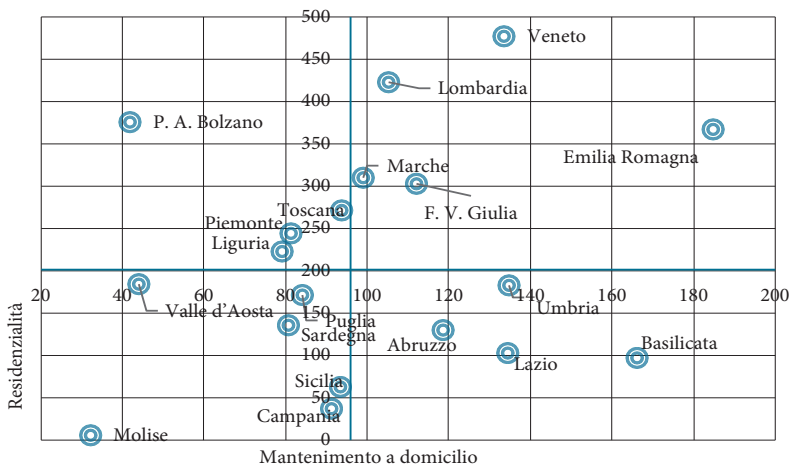 500
Veneto
450
Lombardia
400
P. A. Bolzano
350
Emilia Romagna
Marche
300
F. V. Giulia
Toscana
Piemonte
250
Liguria
200
20
40
60
80
100
120
140
160
180
200
Valle d'Aosta
Umbria
150
Puglia
Sardegna
Abruzzo
Basilicata
100
Lazio
Sicilia
50
Campania
Molise
0
Residenzialità
Mantenimento a domicilio